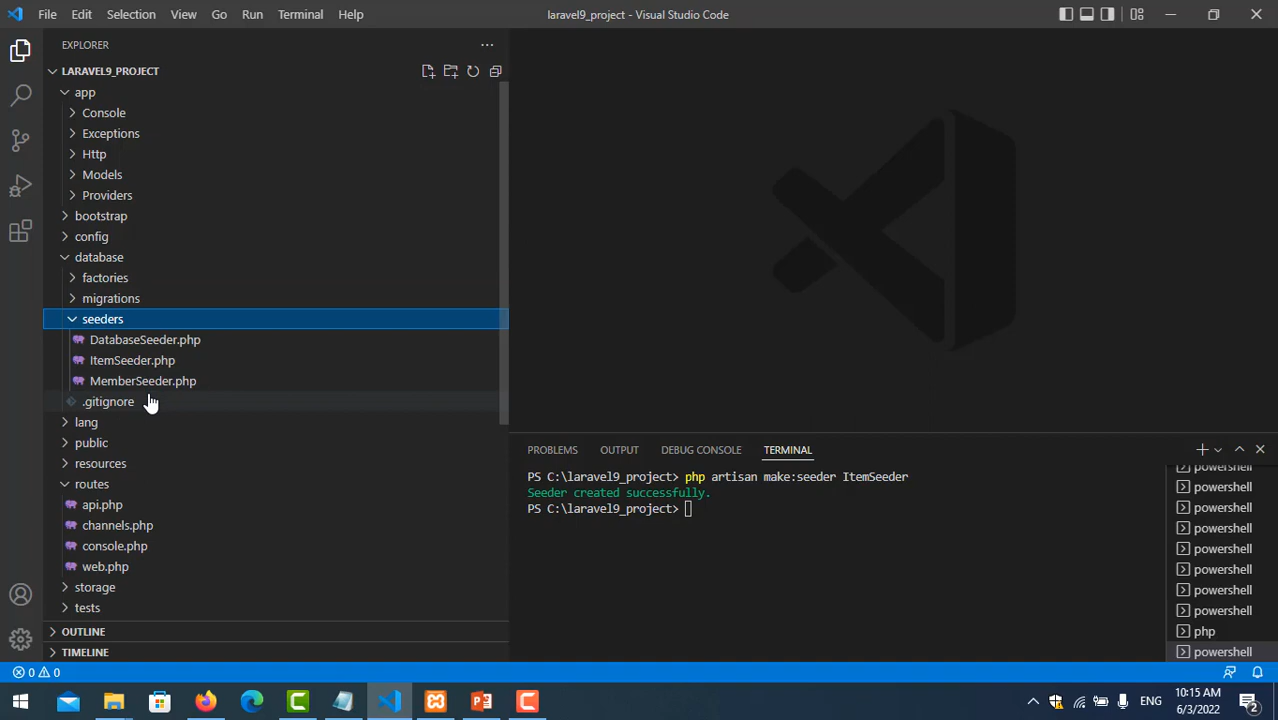 File Edit Selection View Go Run Terminal Help
laravel9_project - Visual Studio Code
EXPLORER
LARAVEL9_PROJECT
app
Console
Exceptions
Http
Models
Providers
bootstrap
config
database
factories
migrations
seeders
DatabaseSeeder.php
ItemSeeder.php
MemberSeeder.php
.gitignore
lang
public
resources
routes
api.php
channels.php
console.php
web.php
storage
tests
OUTLINE
TIMELINE
PROBLEMS OUTPUT DEBUG CONSOLE TERMINAL
PS C:\laravel9_project> php artisan make:seeder ItemSeeder
Seeder created successfully.
PS C:\laravel9_project>
powershell
powershell
powershell
powershell
powershell
powershell
powershell
powershell
php
powershell
0 0
ENG
10:15 AM
6/3/2022
2